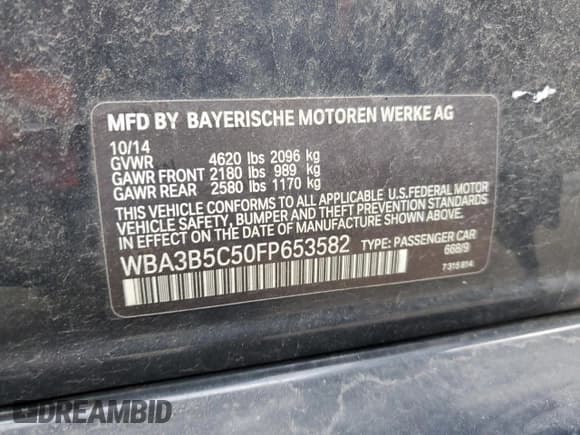 MFD BY BAYERISCHE MOTOREN WERKE AG
10/14
GVWR 4620 lbs 2096 kg
GAWR FRONT 2180 lbs 989 kg
GAWR REAR 2580 lbs 1170 kg
THIS VEHICLE CONFORMS TO ALL APPLICABLE U.S. FEDERAL MOTOR
VEHICLE SAFETY, BUMPER AND THEFT PREVENTION STANDARDS
IN EFFECT ON THE DATE OF MANUFACTURE SHOWN ABOVE.
WBA3B5C50FP653582 TYPE: PASSENGER CAR
668/9
DREAMBID